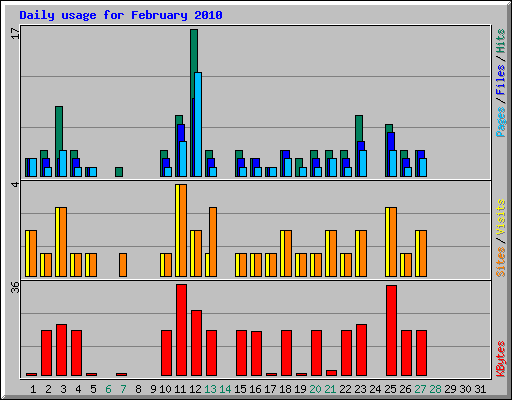 Daily usage for February 2010
17
Pages/Files/Hits
4
Sites/Visits
36
KBytes
1 2 3 4 5 6 7 8 9 10 11 12 13 14 15 16 17 18 19 20 21 22 23 24 25 26 27 28 29 30 31